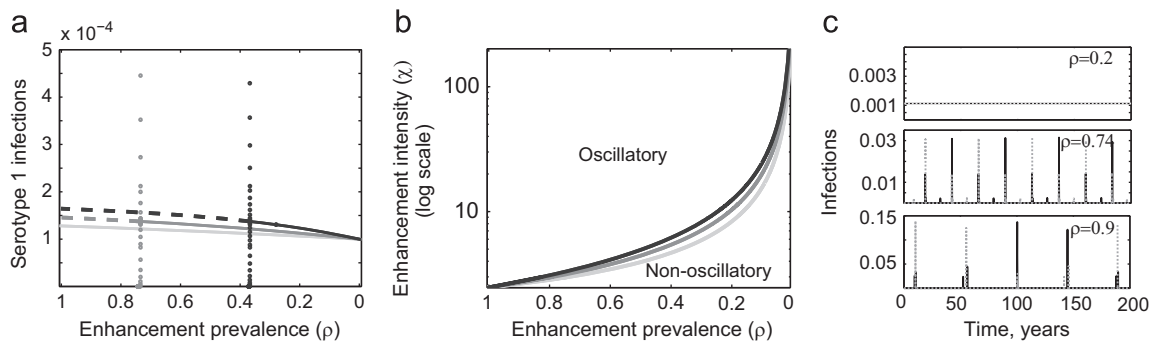 a
× 10⁻⁴
5
4
3
2
1
0
1 0.8 0.6 0.4 0.2 0
Serotype 1 infections
Enhancement prevalence (ρ)
b
100
10
1 0.8 0.6 0.4 0.2 0
Enhancement intensity (χ)
(log scale)
Oscillatory
Non-oscillatory
Enhancement prevalence (ρ)
c
ρ=0.2
0.003
0.001
ρ=0.74
0.03
0.01
ρ=0.9
0.15
0.05
0 50 100 150 200
Infections
Time, years